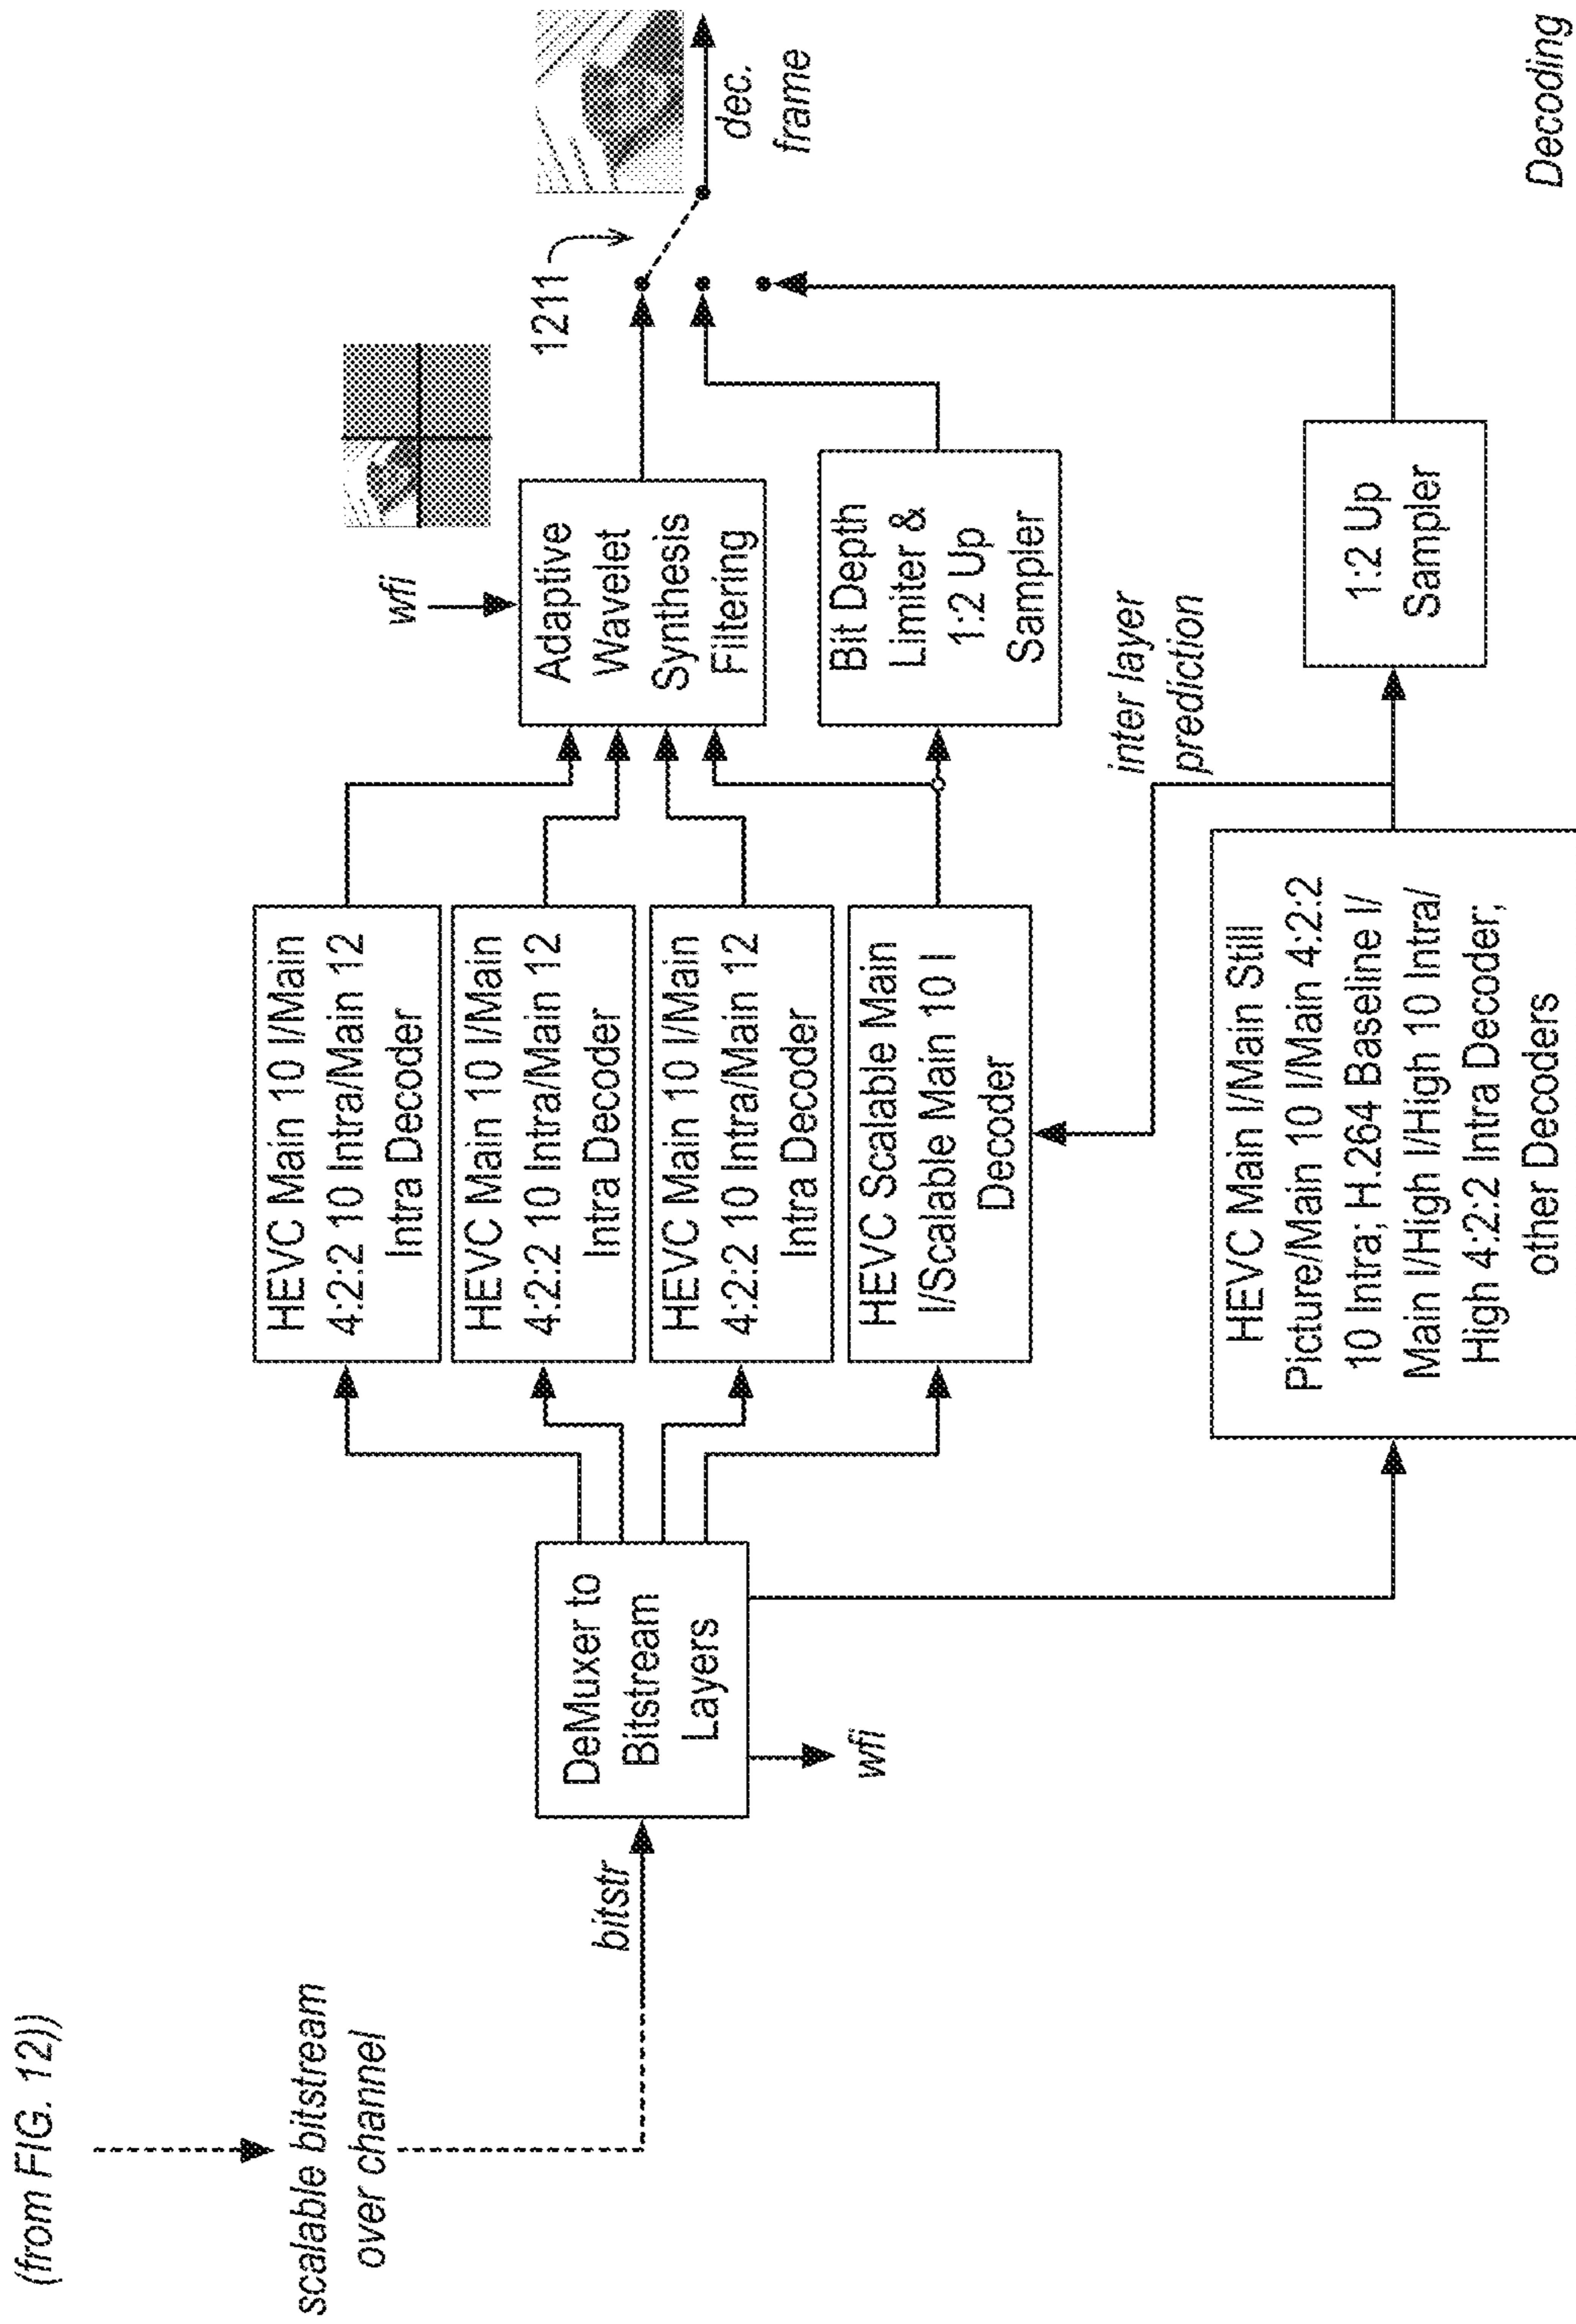 (from FIG. 12))
scalable bitstream
over channel
bitstr
DeMuxer to
Bitstream
Layers
wfi
HEVC Main 10 I/Main
4:2:2 10 Intra/Main 12
Intra Decoder
HEVC Main 10 I/Main
4:2:2 10 Intra/Main 12
Intra Decoder
HEVC Main 10 I/Main
4:2:2 10 Intra/Main 12
Intra Decoder
HEVC Scalable Main
I/Scalable Main 10 I
Decoder
HEVC Main I/Main Still
Picture/Main 10 I/Main 4:2:2
10 Intra; H.264 Baseline I/
Main I/High I/High 10 Intra/
High 4:2:2 Intra Decoder;
other Decoders
inter layer
prediction
wfi
Adaptive
Wavelet
Synthesis
Filtering
Bit Depth
Limiter &
1:2 Up
Sampler
1:2 Up
Sampler
1211
dec.
frame
Decoding